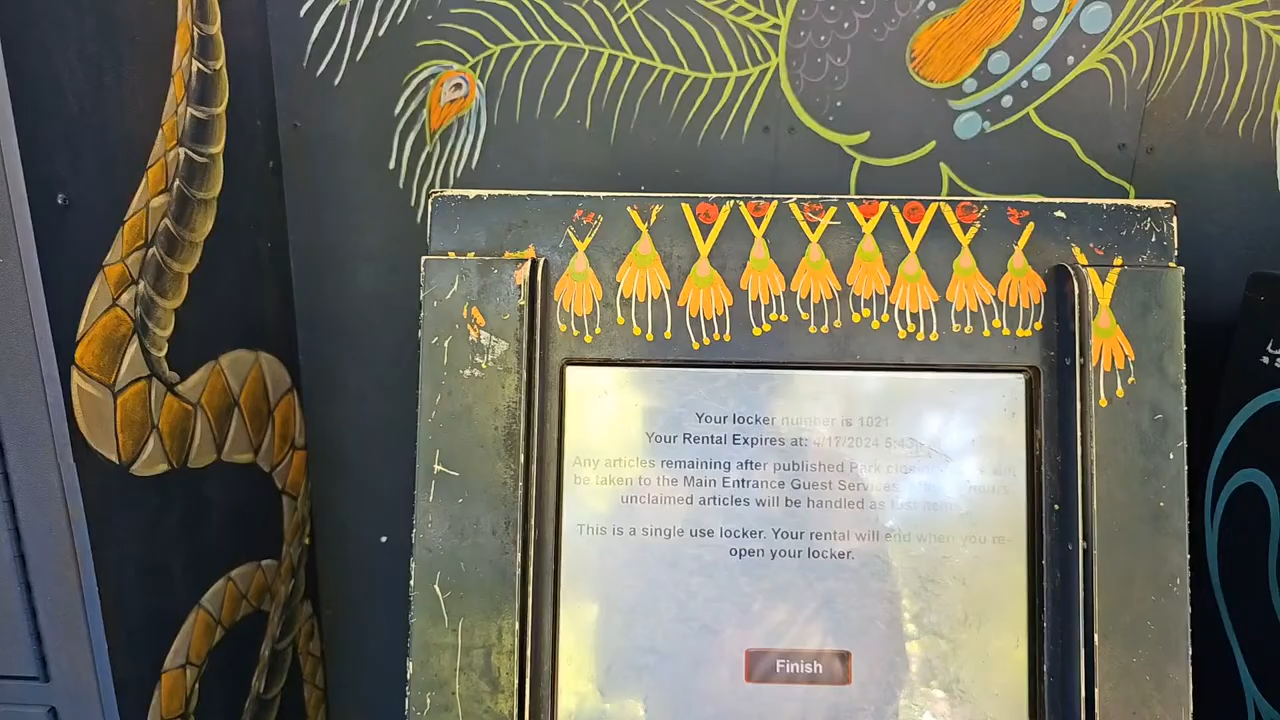 Your locker number is 1021
Your Rental Expires at: 4/17/2024 5:43
Any articles remaining after published Park
be taken to the Main Entrance Guest Services
unclaimed articles will be handled as lost
This is a single use locker. Your rental will end when you re-
open your locker.
Finish